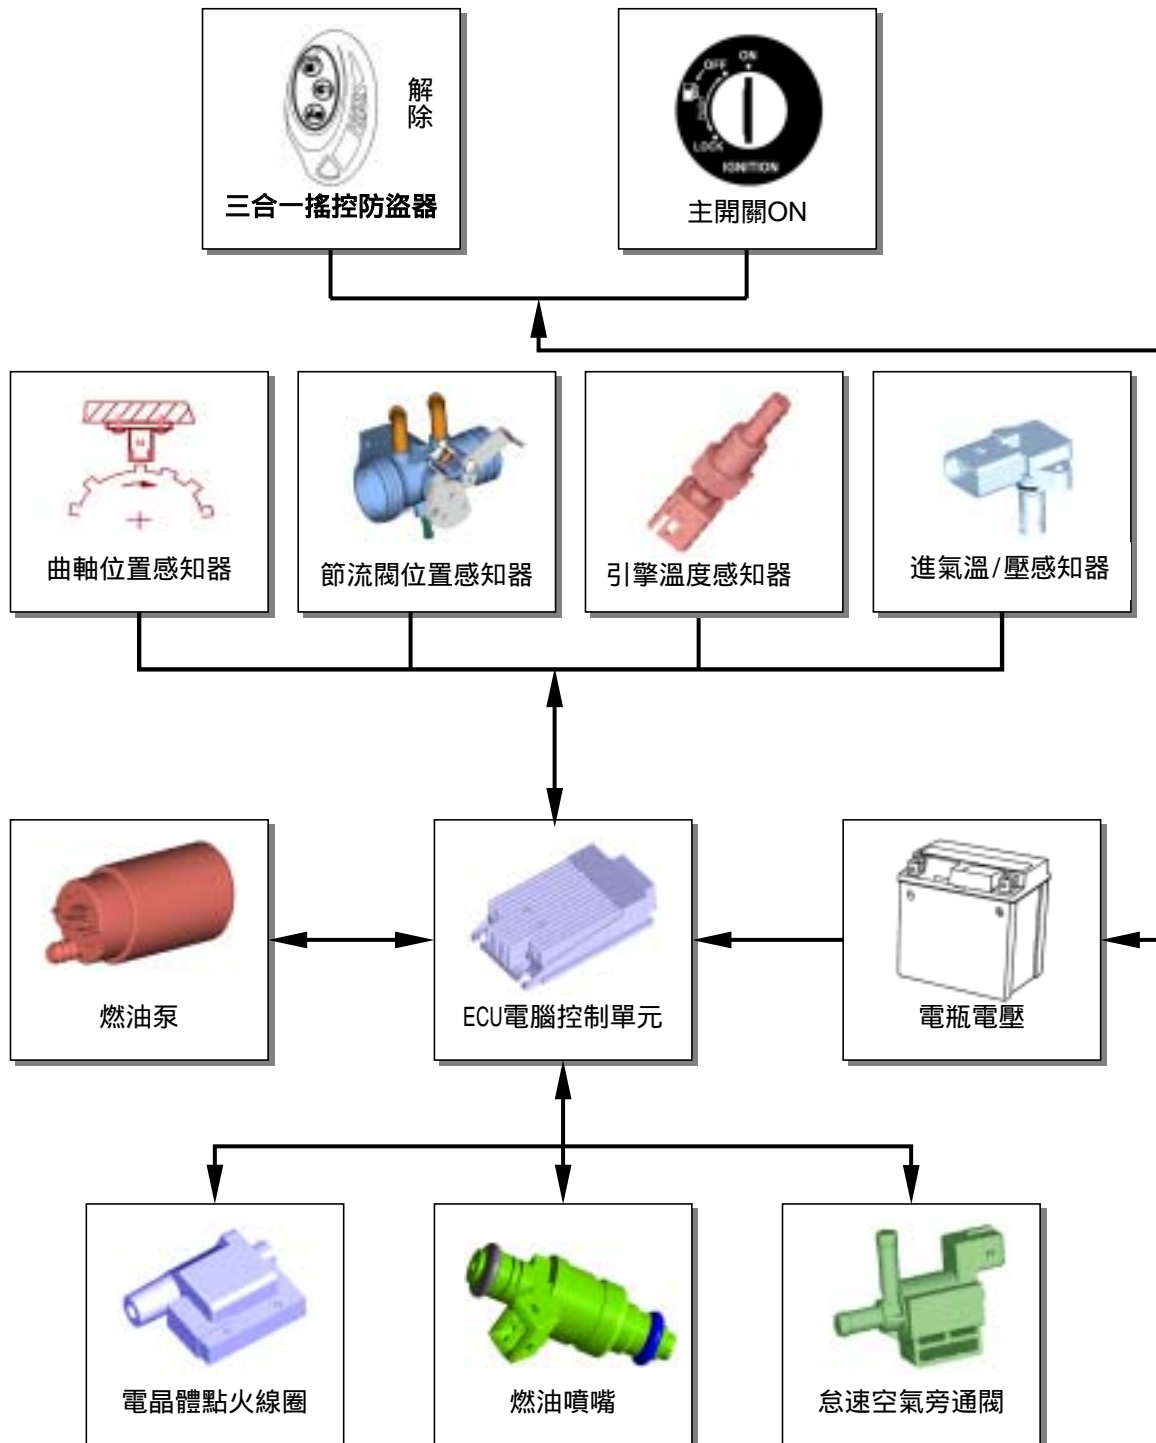 解除
三合一搖控防盜器
ON
OFF
LOCK
IGNITION
主開關ON
曲軸位置感知器
節流閥位置感知器
引擎溫度感知器
進氣溫/壓感知器
燃油泵
ECU電腦控制單元
電瓶電壓
電晶體點火線圈
燃油噴嘴
怠速空氣旁通閥